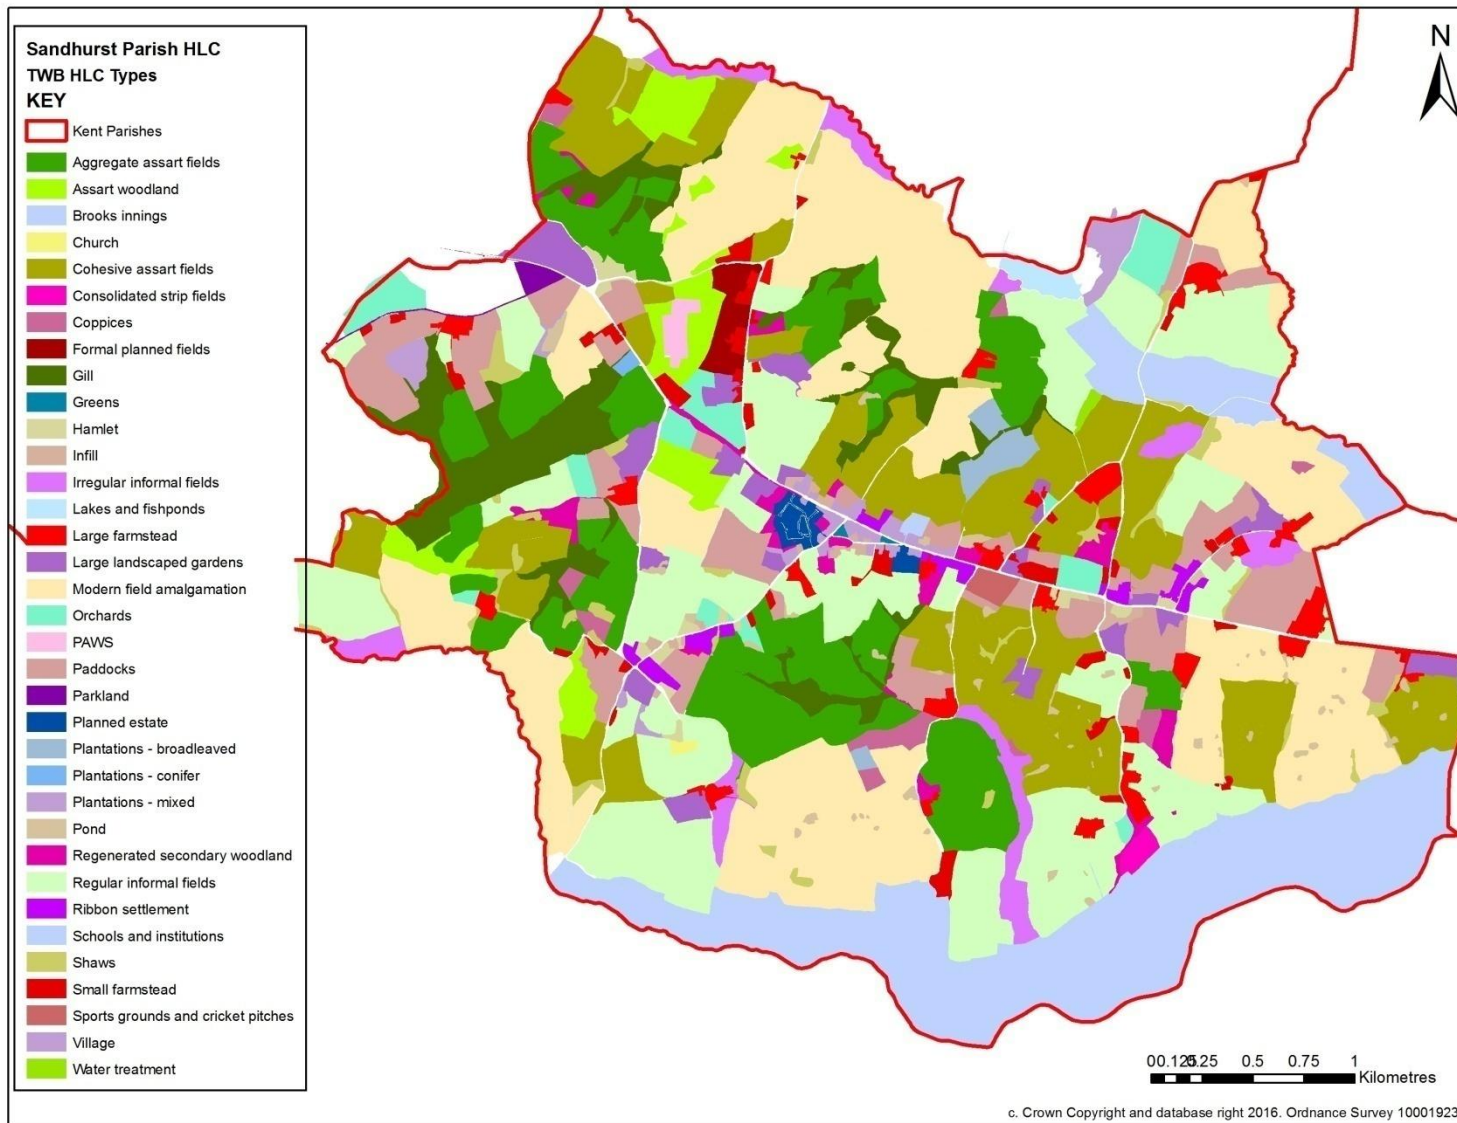 Sandhurst Parish HLC
TWB HLC Types
KEY
Kent Parishes
Aggregate assart fields
Assart woodland
Brooks innings
Church
Cohesive assart fields
Consolidated strip fields
Coppices
Formal planned fields
Gill
Greens
Hamlet
Infill
Irregular informal fields
Lakes and fishponds
Large farmstead
Large landscaped gardens
Modern field amalgamation
Orchards
PAWS
Paddocks
Parkland
Planned estate
Plantations - broadleaved
Plantations - conifer
Plantations - mixed
Pond
Regenerated secondary woodland
Regular informal fields
Ribbon settlement
Schools and institutions
Shaws
Small farmstead
Sports grounds and cricket pitches
Village
Water treatment
N
00.1250.25 0.5 0.75 1
Kilometres
c. Crown Copyright and database right 2016. Ordnance Survey 10001923